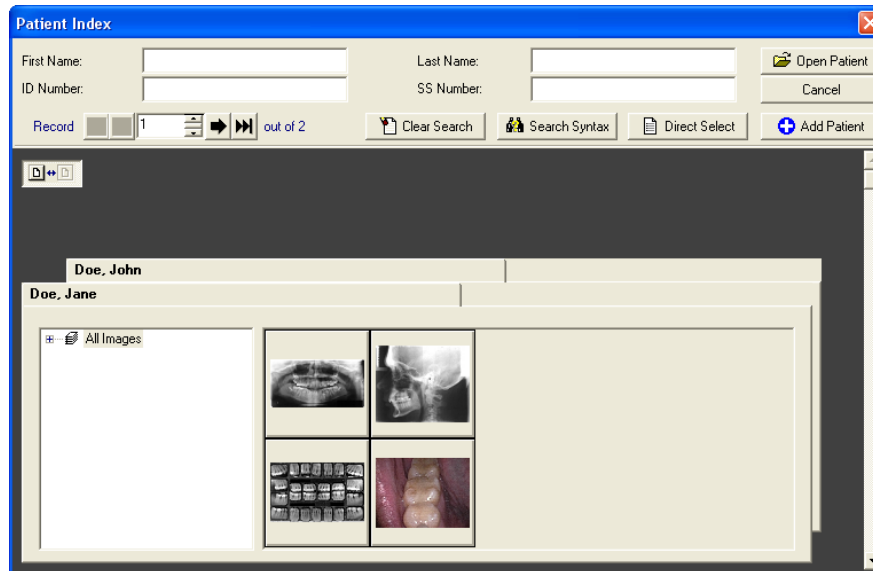 Patient Index
First Name:
Last Name:
Open Patient
ID Number:
SS Number:
Cancel
Record 1 out of 2
Clear Search
Search Syntax
Direct Select
Add Patient
Doe, John
Doe, Jane
All Images